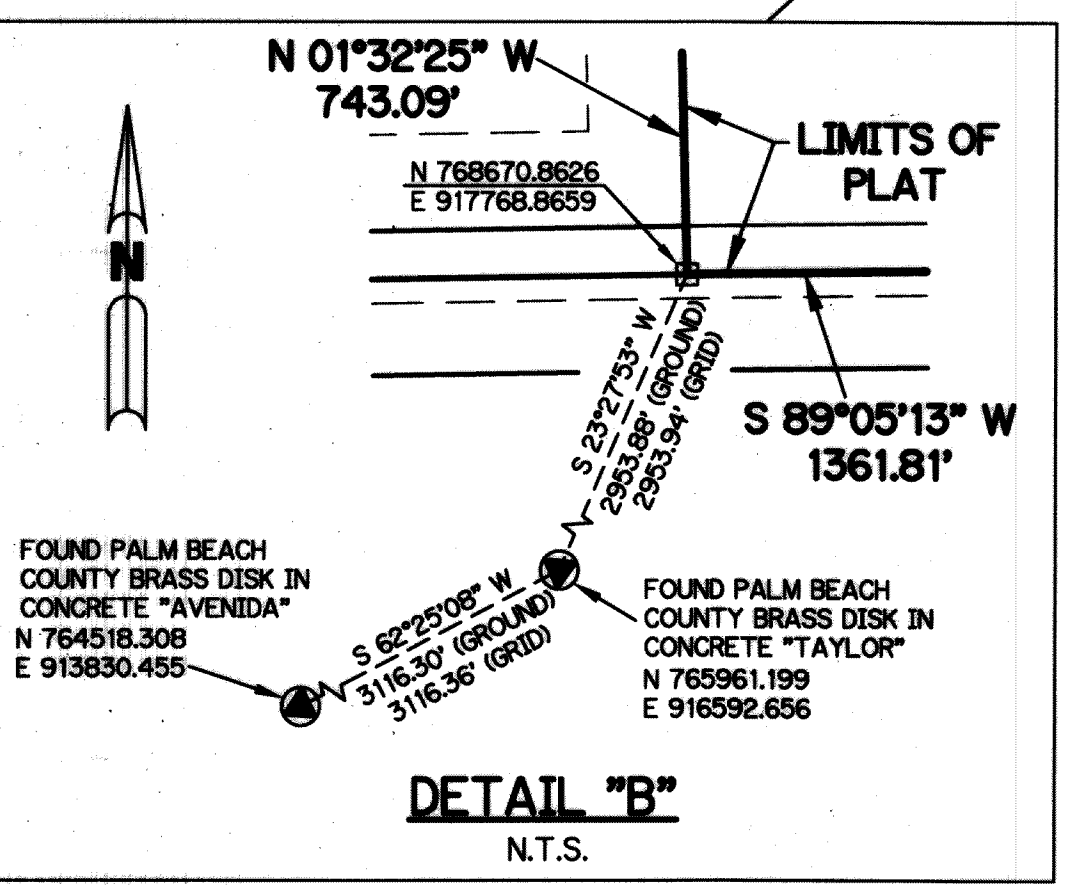 N 01°32'25" W
743.09'
N 768670.8626
E 917768.8659
LIMITS OF
PLAT
N
S 23°27'53" W
2953.88' (GROUND)
2953.94' (GRID)
S 89°05'13" W
1361.81'
FOUND PALM BEACH
COUNTY BRASS DISK IN
CONCRETE "AVENIDA"
N 764518.308
E 913830.455
S 62°25'08" W
3116.30' (GROUND)
3116.36' (GRID)
FOUND PALM BEACH
COUNTY BRASS DISK IN
CONCRETE "TAYLOR"
N 765961.199
E 916592.656
DETAIL "B"
N.T.S.